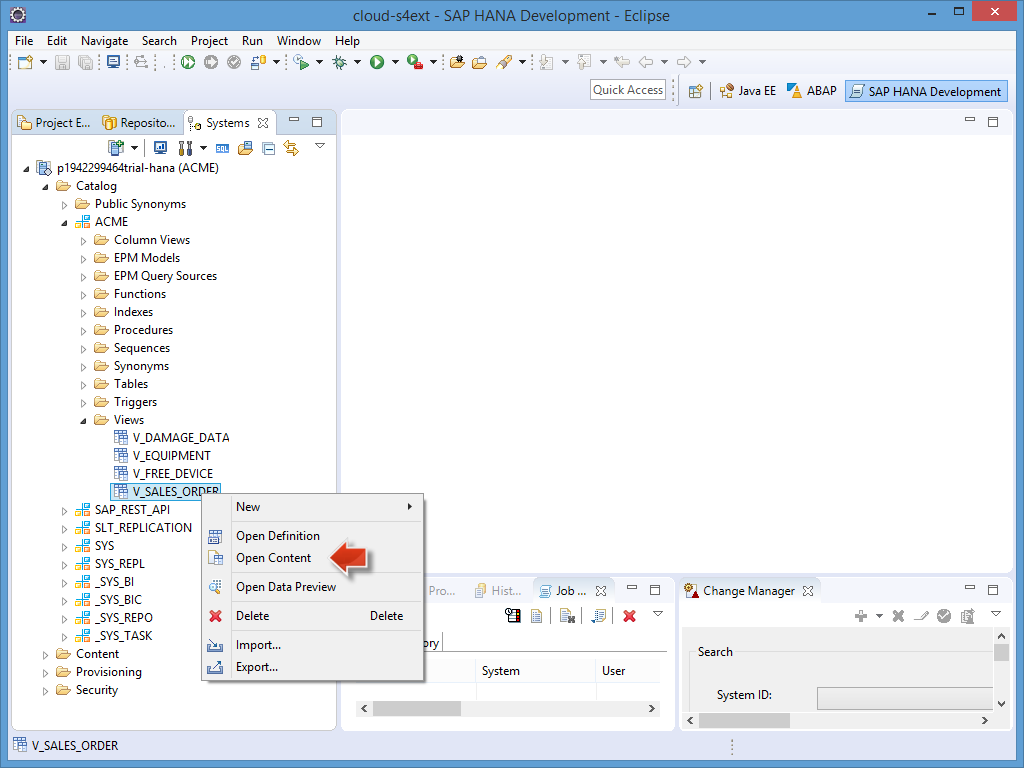 cloud-s4ext - SAP HANA Development - Eclipse
File Edit Navigate Search Project Run Window Help
Quick Access
Java EE
ABAP
SAP HANA Development
Project E...
Reposito...
Systems
SQL
p1942299464trial-hana (ACME)
Catalog
Public Synonyms
ACME
Column Views
EPM Models
EPM Query Sources
Functions
Indexes
Procedures
Sequences
Synonyms
Tables
Triggers
Views
V_DAMAGE_DATA
V_EQUIPMENT
V_FREE_DEVICE
V_SALES_ORDER
SAP_REST_API
SLT_REPLICATION
SYS
SYS_REPL
_SYS_BI
_SYS_BIC
_SYS_REPO
_SYS_TASK
Content
Provisioning
Security
New
Open Definition
Open Content
Open Data Preview
Delete Delete
Import...
Export...
Pro...
Hist...
Job ...
ory
System User
Change Manager
Search
System ID:
V_SALES_ORDER